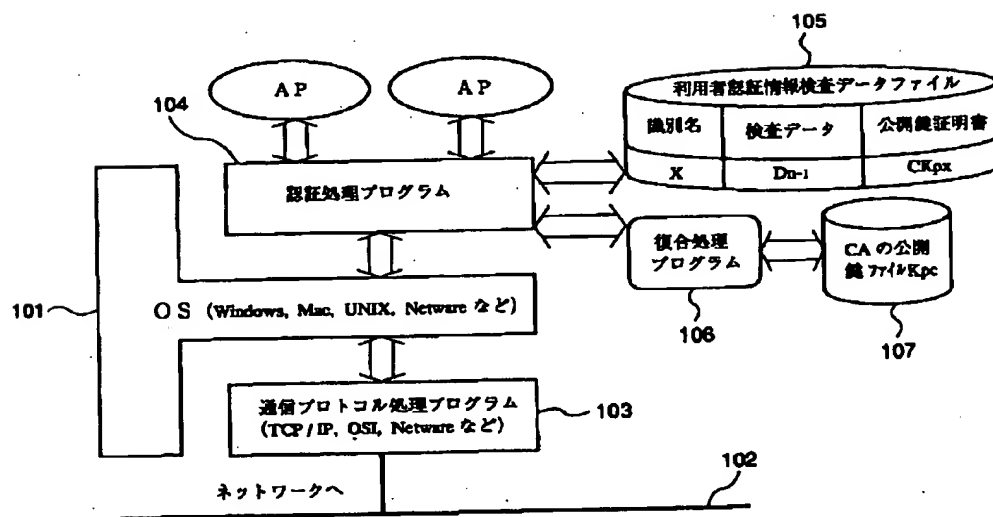 105
AP
AP
104
利用者認証情報検査データファイル
識別名
検査データ
公開鍵証明書
X
Dn-1
CKpx
認証処理プログラム
復合処理
プログラム
CAの公開
鍵ファイルKpc
106
107
101
OS (Windows, Mac, UNIX, Netware など)
通信プロトコル処理プログラム
(TCP/IP, OSI, Netware など)
103
ネットワークへ
102